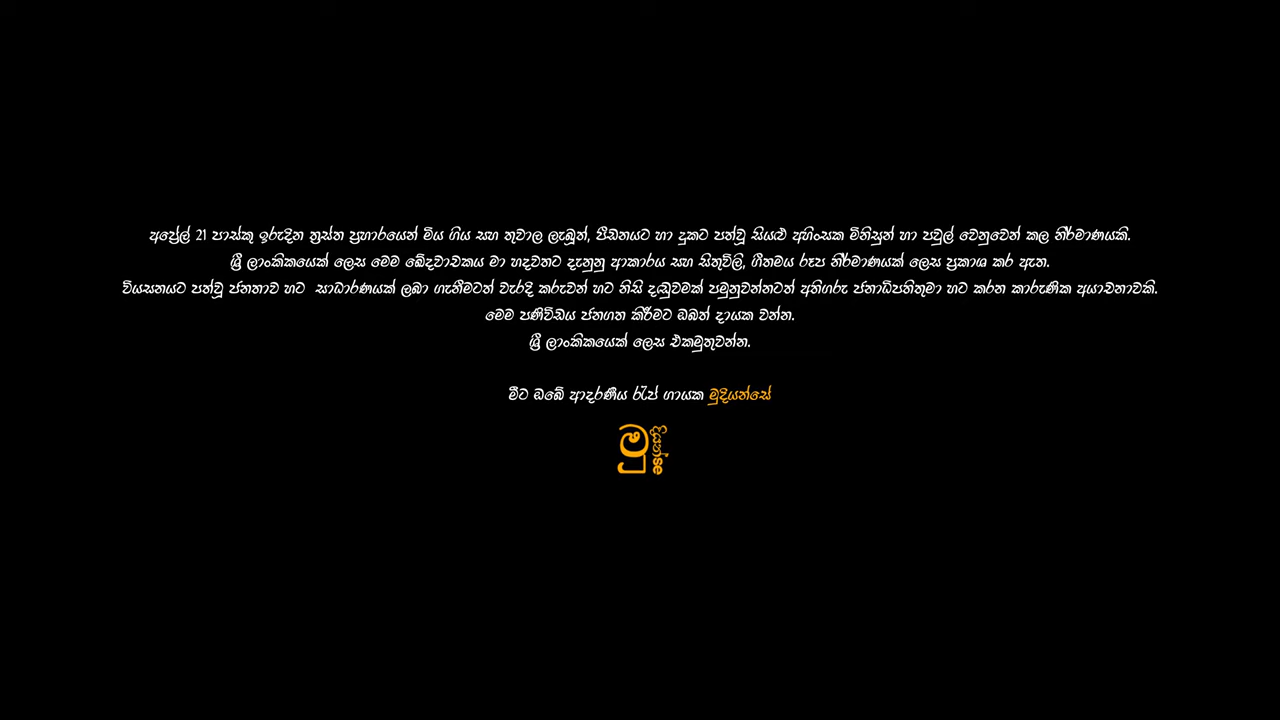 අප්‍රේල් 21 පාස්කු ඉරුදින ත්‍රස්ත ප්‍රහාරයෙන් මිය ගිය සහ තුවාල ලැබූත්, පීඩනයට හා දුකට පත්වූ සියළු අහිංසක මිනිසුන් හා පවුල් වෙනුවෙන් කල නිර්මාණයකි.
ශ්‍රී ලාංකිකයෙක් ලෙස මෙම ඛේදවාචකය මා හදවතට දැනුනු ආකාරය සහ සිතුවිලි, ගීතමය රූප නිර්මාණයක් ලෙස ප්‍රකාශ කර ඇත.
ව්යසනයට පත්වූ ජනතාව හට සාධාරණයක් ලබා ගැනීමටත් වැරදි කරුවන් හට නිසි දඬුවමක් පමුනුවන්නටත් අතිගරු ජනාධිපතිතුමා හට කරන කාරුණික අයාචනාවකි.
මෙම පණිවිඩය ජනගත කිරීමට ඔබත් දායක වන්න.
ශ්‍රී ලාංකිකයෙක් ලෙස එකමුතුවන්න.
මීට ඔබේ ආදරණීය රැප් ගායක මුදියන්සේ
මුදියන්සේ